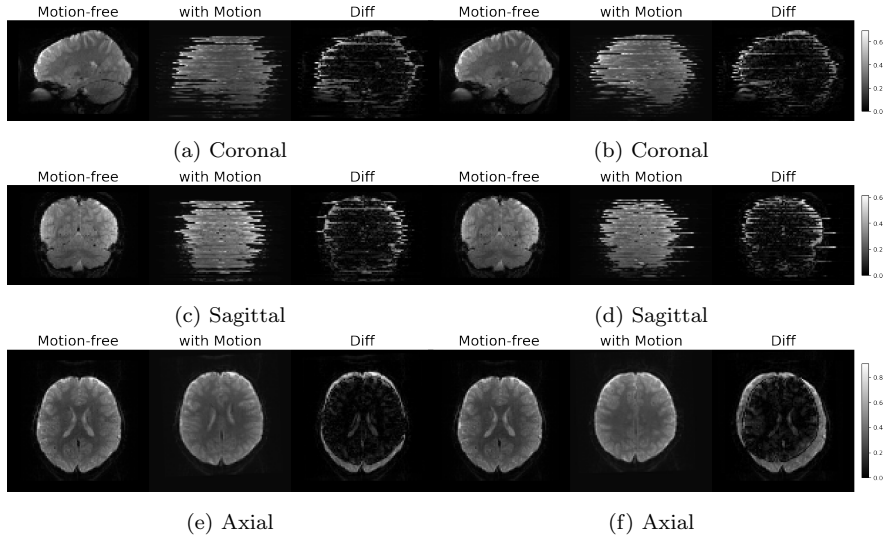 Motion-free with Motion Diff Motion-free with Motion Diff
0.6
0.4
0.2
0.0
(a) Coronal (b) Coronal
Motion-free with Motion Diff Motion-free with Motion Diff
0.6
0.4
0.2
0.0
(c) Sagittal (d) Sagittal
Motion-free with Motion Diff Motion-free with Motion Diff
0.8
0.6
0.4
0.2
0.0
(e) Axial (f) Axial